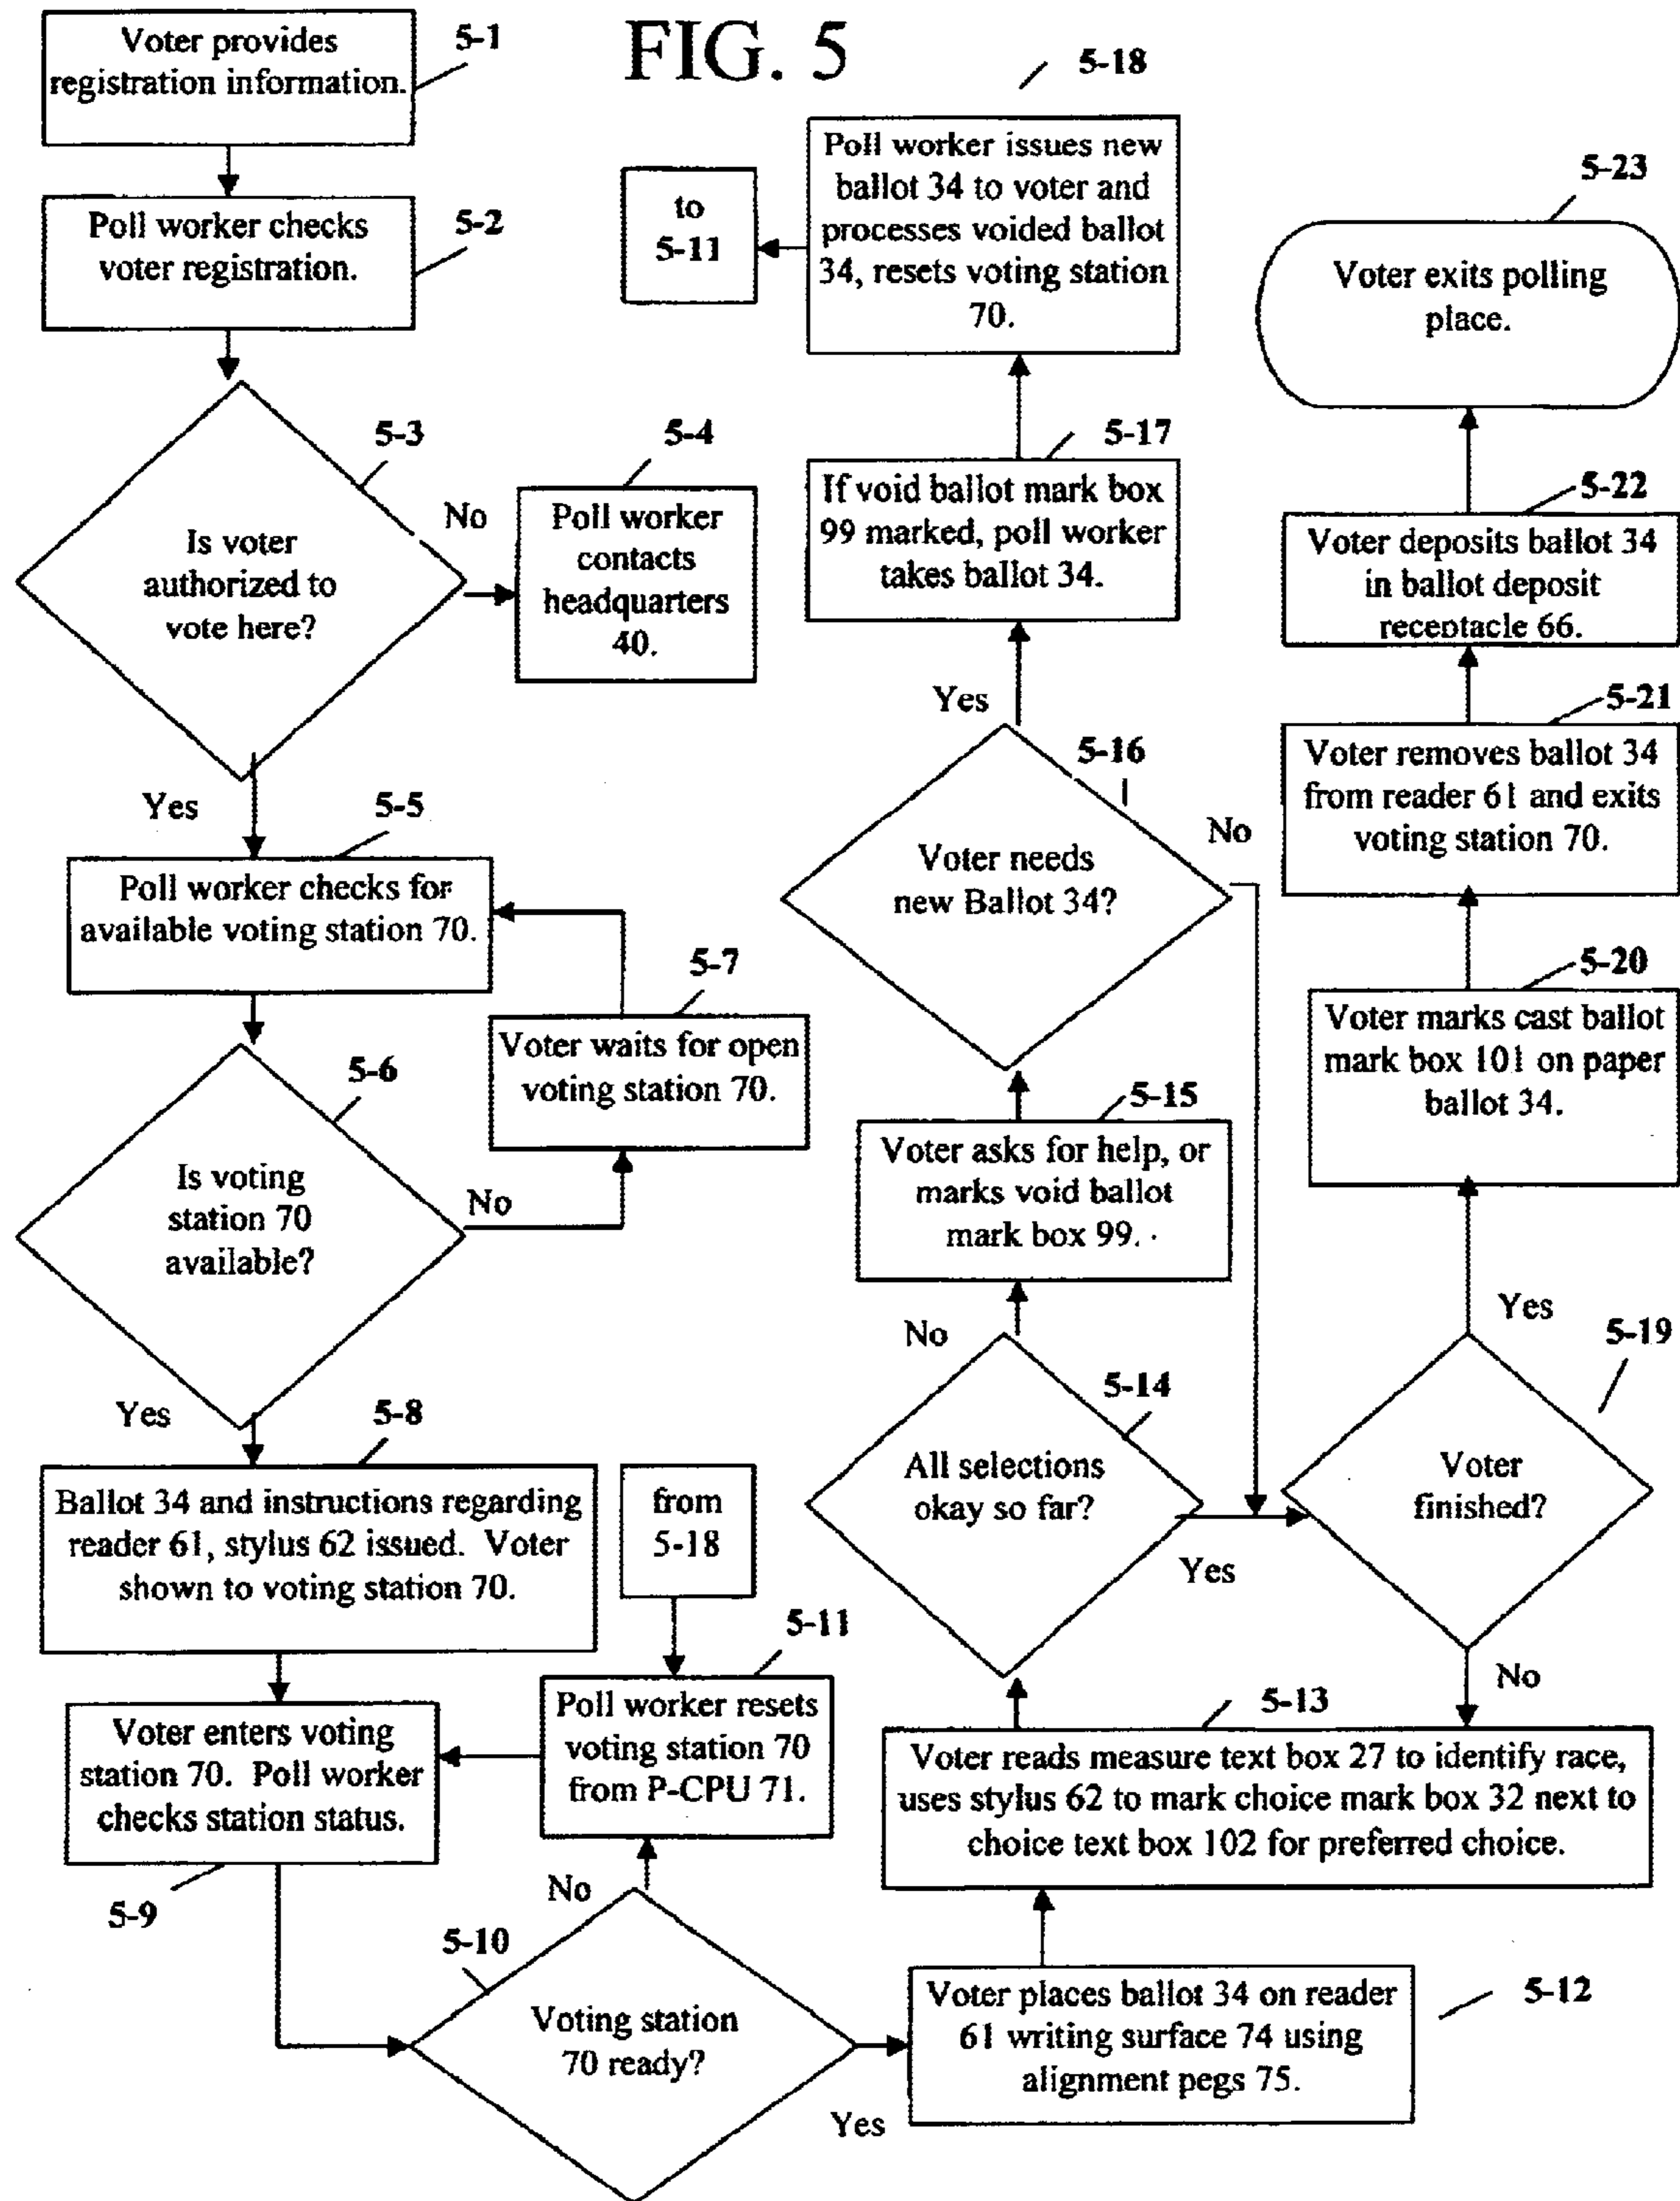 FIG. 5
5-1
Voter provides
registration information.
5-2
Poll worker checks
voter registration.
5-3
Is voter
authorized to
vote here?
No
Yes
5-4
Poll worker
contacts
headquarters
40.
5-5
Poll worker checks for
available voting station 70.
5-6
Is voting
station 70
available?
No
Yes
5-7
Voter waits for open
voting station 70.
5-8
Ballot 34 and instructions regarding
reader 61, stylus 62 issued. Voter
shown to voting station 70.
Voter enters voting
station 70. Poll worker
checks station status.
5-9
5-10
Voting station
70 ready?
No
Yes
from
5-18
5-11
Poll worker resets
voting station 70
from P-CPU 71.
5-12
Voter places ballot 34 on reader
61 writing surface 74 using
alignment pegs 75.
5-13
Voter reads measure text box 27 to identify race,
uses stylus 62 to mark choice mark box 32 next to
choice text box 102 for preferred choice.
5-14
All selections
okay so far?
No
Yes
5-15
Voter asks for help, or
marks void ballot
mark box 99.
5-16
Voter needs
new Ballot 34?
Yes
No
5-17
If void ballot mark box
99 marked, poll worker
takes ballot 34.
5-18
Poll worker issues new
ballot 34 to voter and
processes voided ballot
34, resets voting station
70.
to
5-11
5-19
Voter
finished?
Yes
No
5-20
Voter marks cast ballot
mark box 101 on paper
ballot 34.
5-21
Voter removes ballot 34
from reader 61 and exits
voting station 70.
5-22
Voter deposits ballot 34
in ballot deposit
receptacle 66.
5-23
Voter exits polling
place.